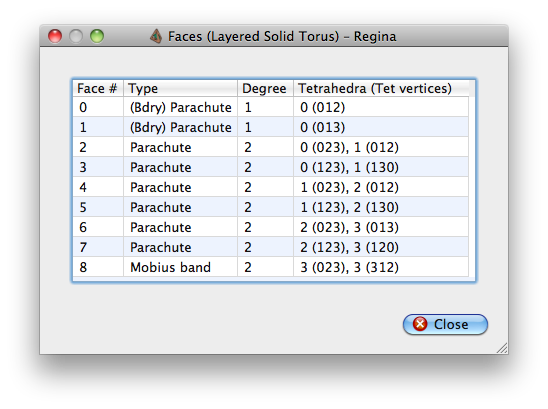 Faces (Layered Solid Torus) – Regina
Face # Type Degree Tetrahedra (Tet vertices)
0 (Bdry) Parachute 1 0 (012)
1 (Bdry) Parachute 1 0 (013)
2 Parachute 2 0 (023), 1 (012)
3 Parachute 2 0 (123), 1 (130)
4 Parachute 2 1 (023), 2 (012)
5 Parachute 2 1 (123), 2 (130)
6 Parachute 2 2 (023), 3 (013)
7 Parachute 2 2 (123), 3 (120)
8 Mobius band 2 3 (023), 3 (312)
Close